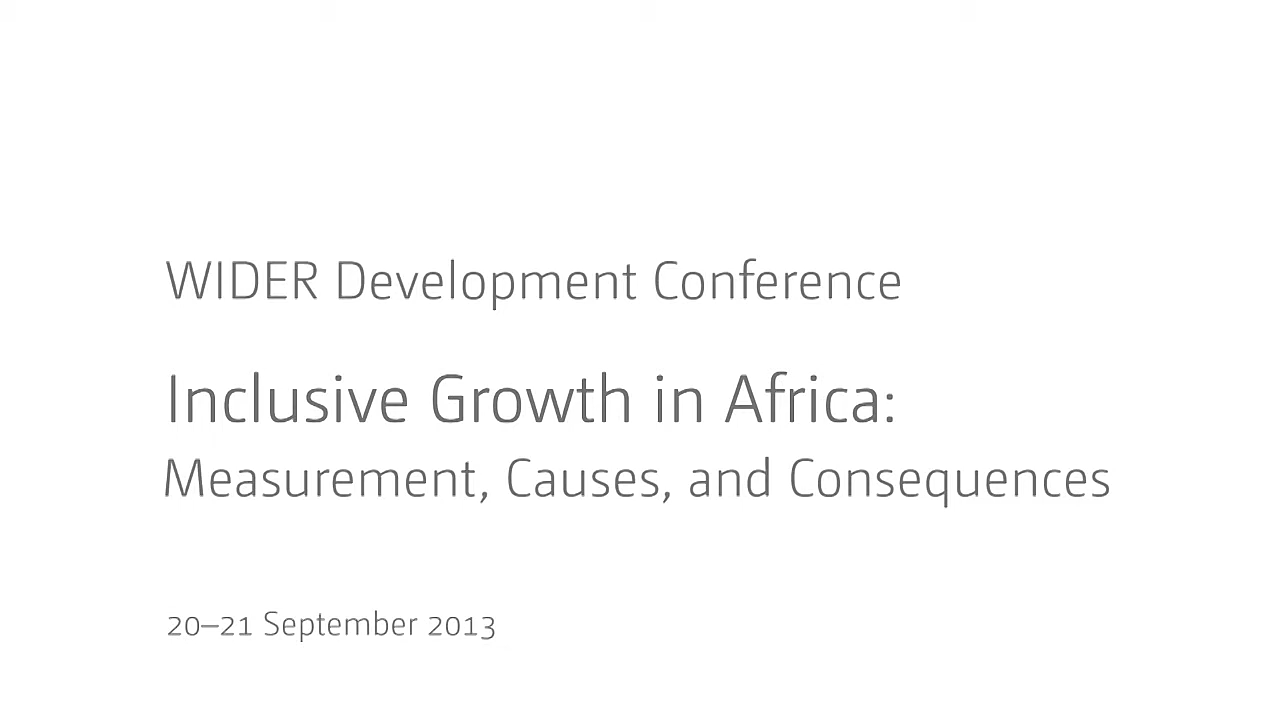 WIDER Development Conference
Inclusive Growth in Africa:
Measurement, Causes, and Consequences
20–21 September 2013